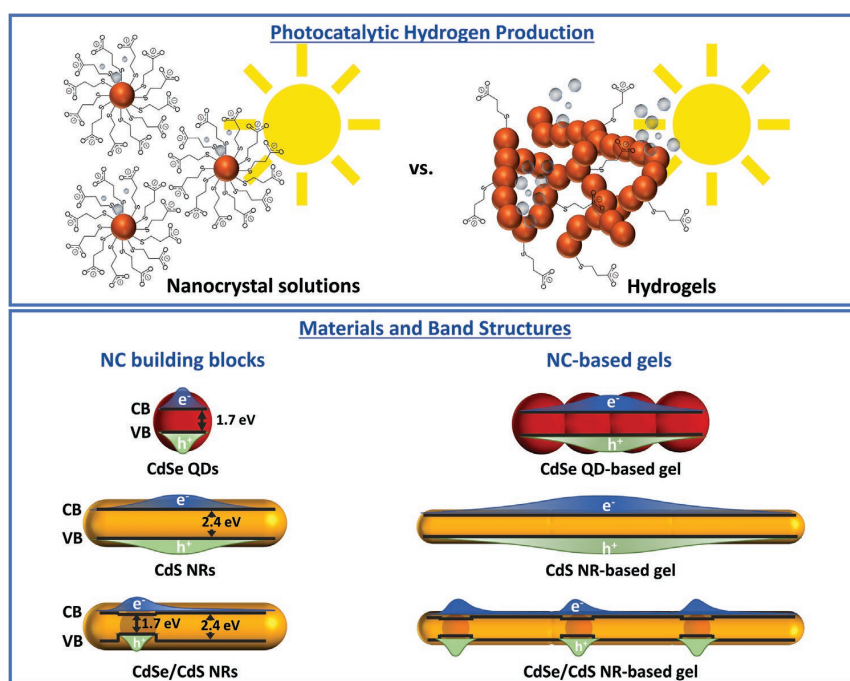 Photocatalytic Hydrogen Production
vs.
Nanocrystal solutions
Hydrogels
Materials and Band Structures
NC building blocks
NC-based gels
CB
e-
1.7 eV
VB
h+
CdSe QDs
e-
h+
CdSe QD-based gel
CB
e-
2.4 eV
VB
h+
CdS NRs
e-
h+
CdS NR-based gel
CB
e-
1.7 eV
2.4 eV
VB
h+
CdSe/CdS NRs
e-
h+
CdSe/CdS NR-based gel